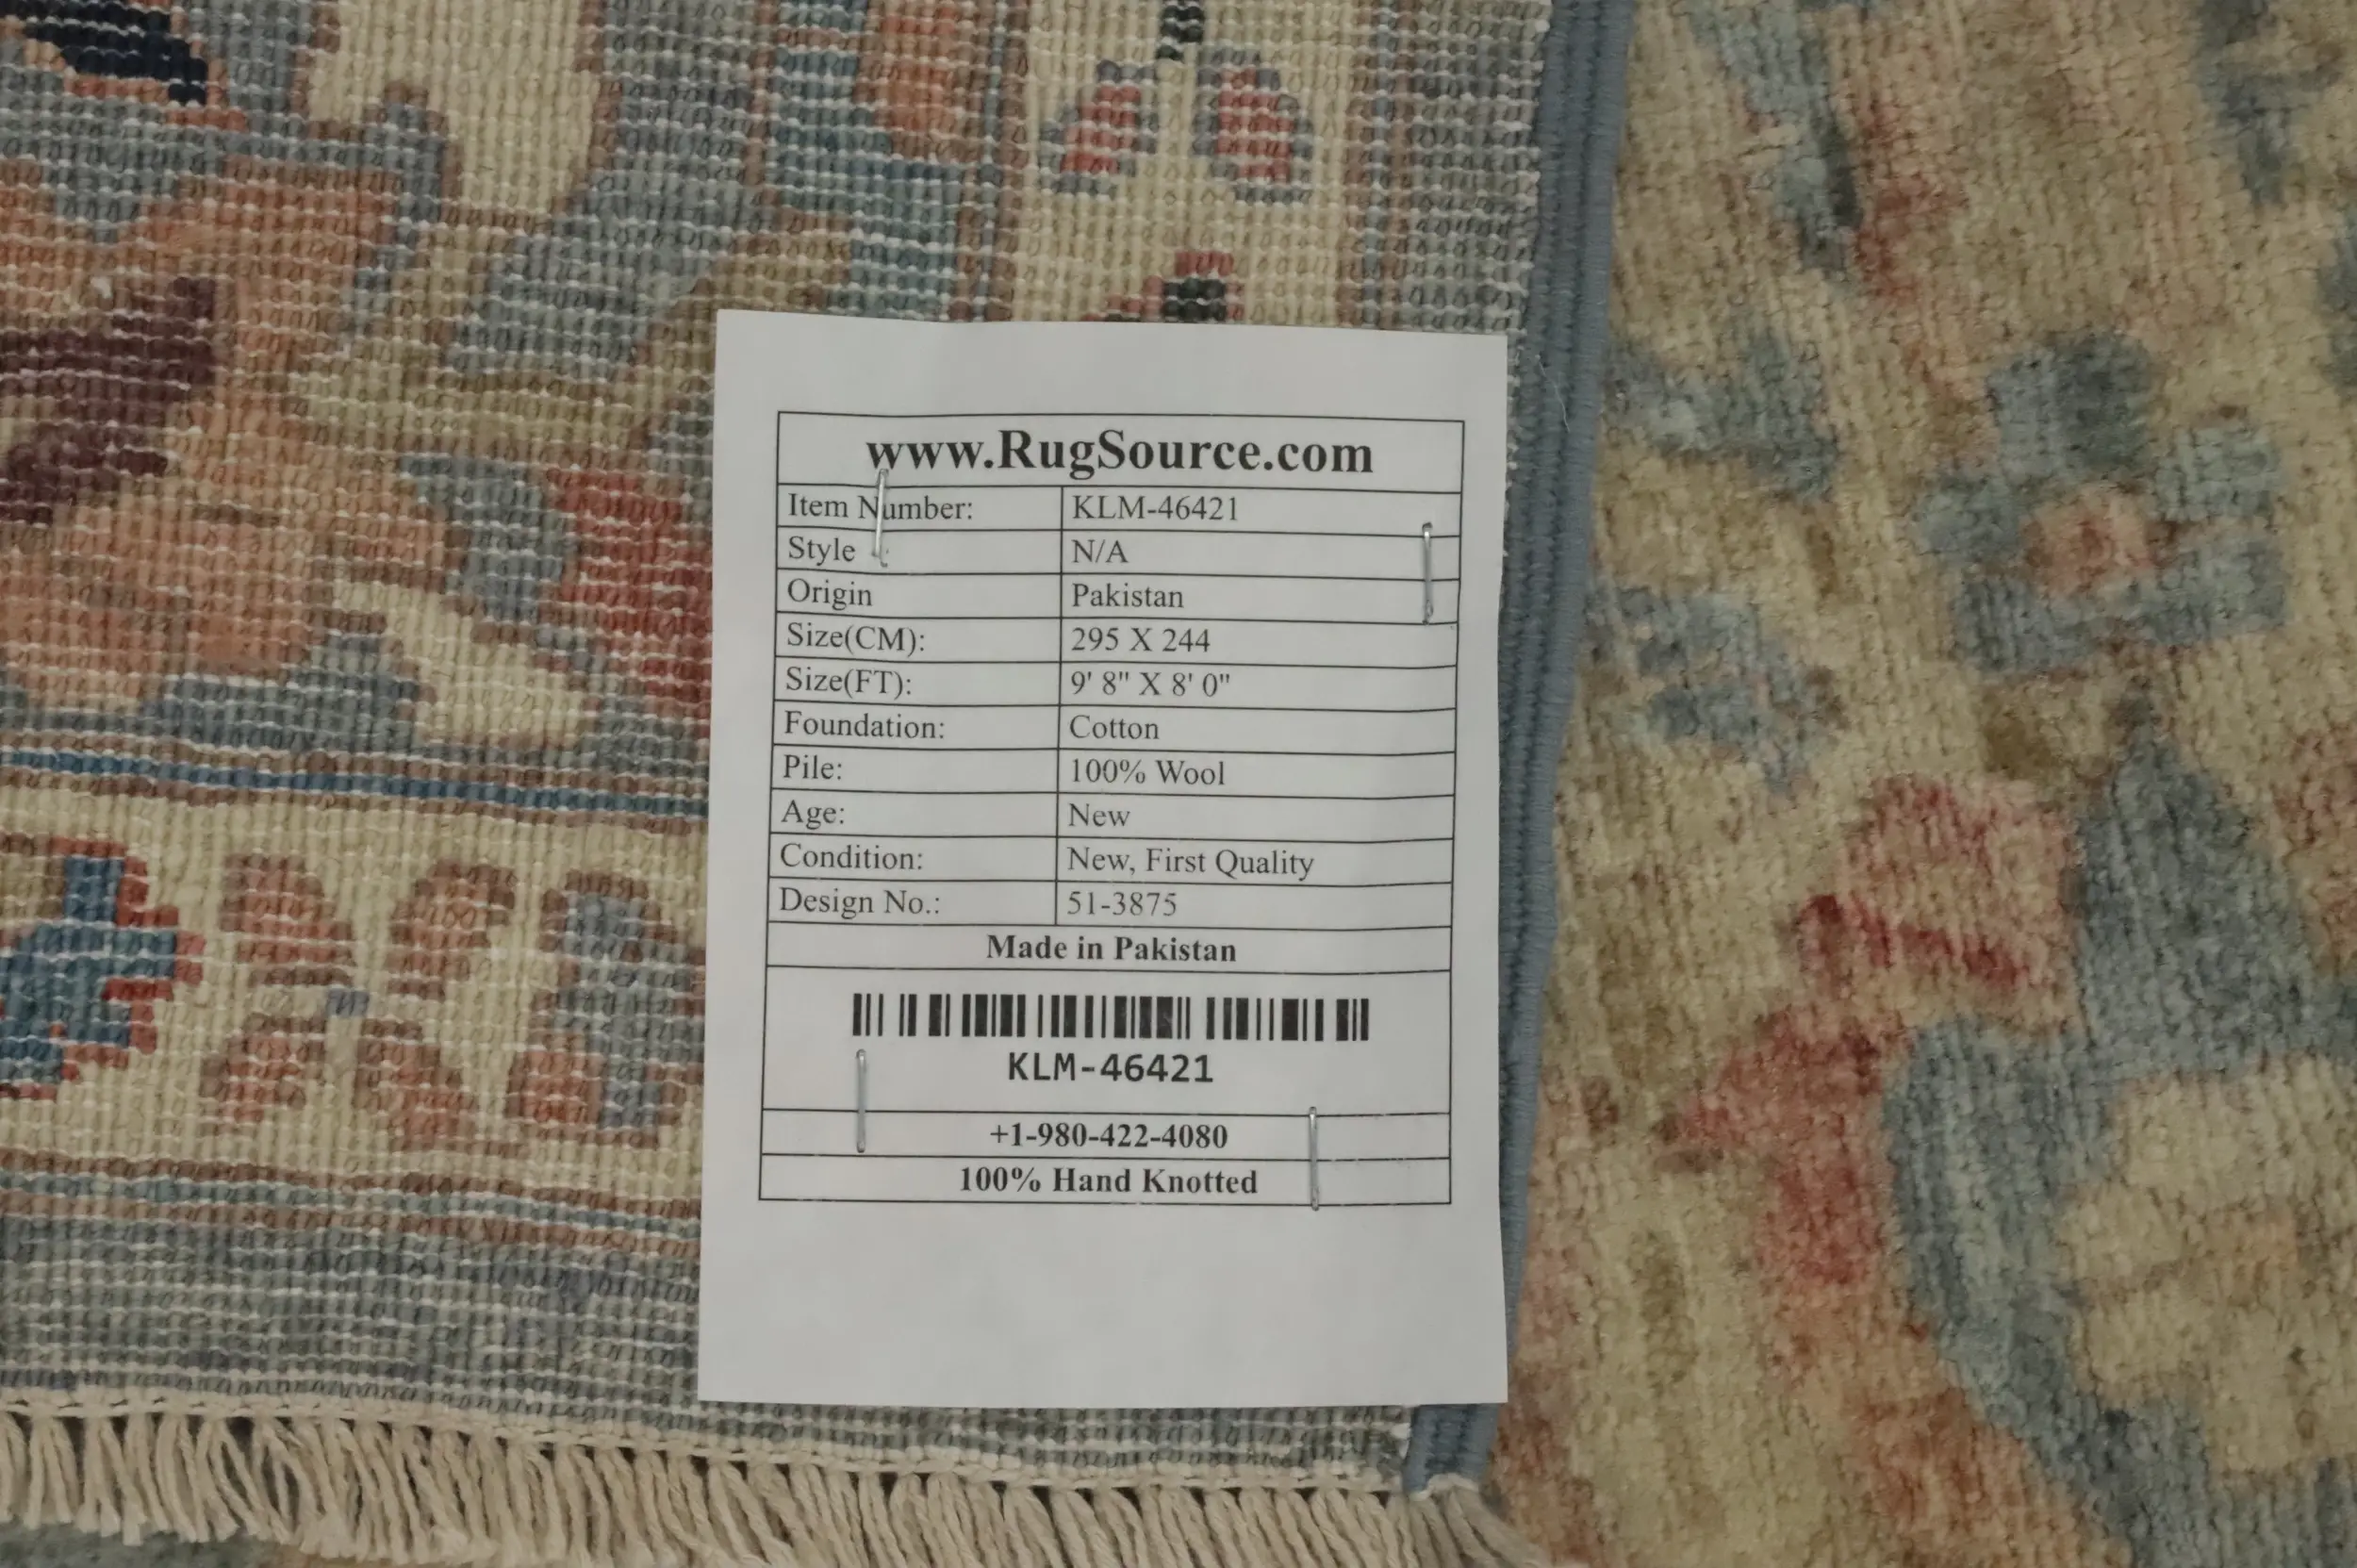 www.RugSource.com
Item Number: KLM-46421
Style N/A
Origin Pakistan
Size(CM): 295 X 244
Size(FT): 9' 8" X 8' 0"
Foundation: Cotton
Pile: 100% Wool
Age: New
Condition: New, First Quality
Design No.: 51-3875
Made in Pakistan
KLM-46421
+1-980-422-4080
100% Hand Knotted